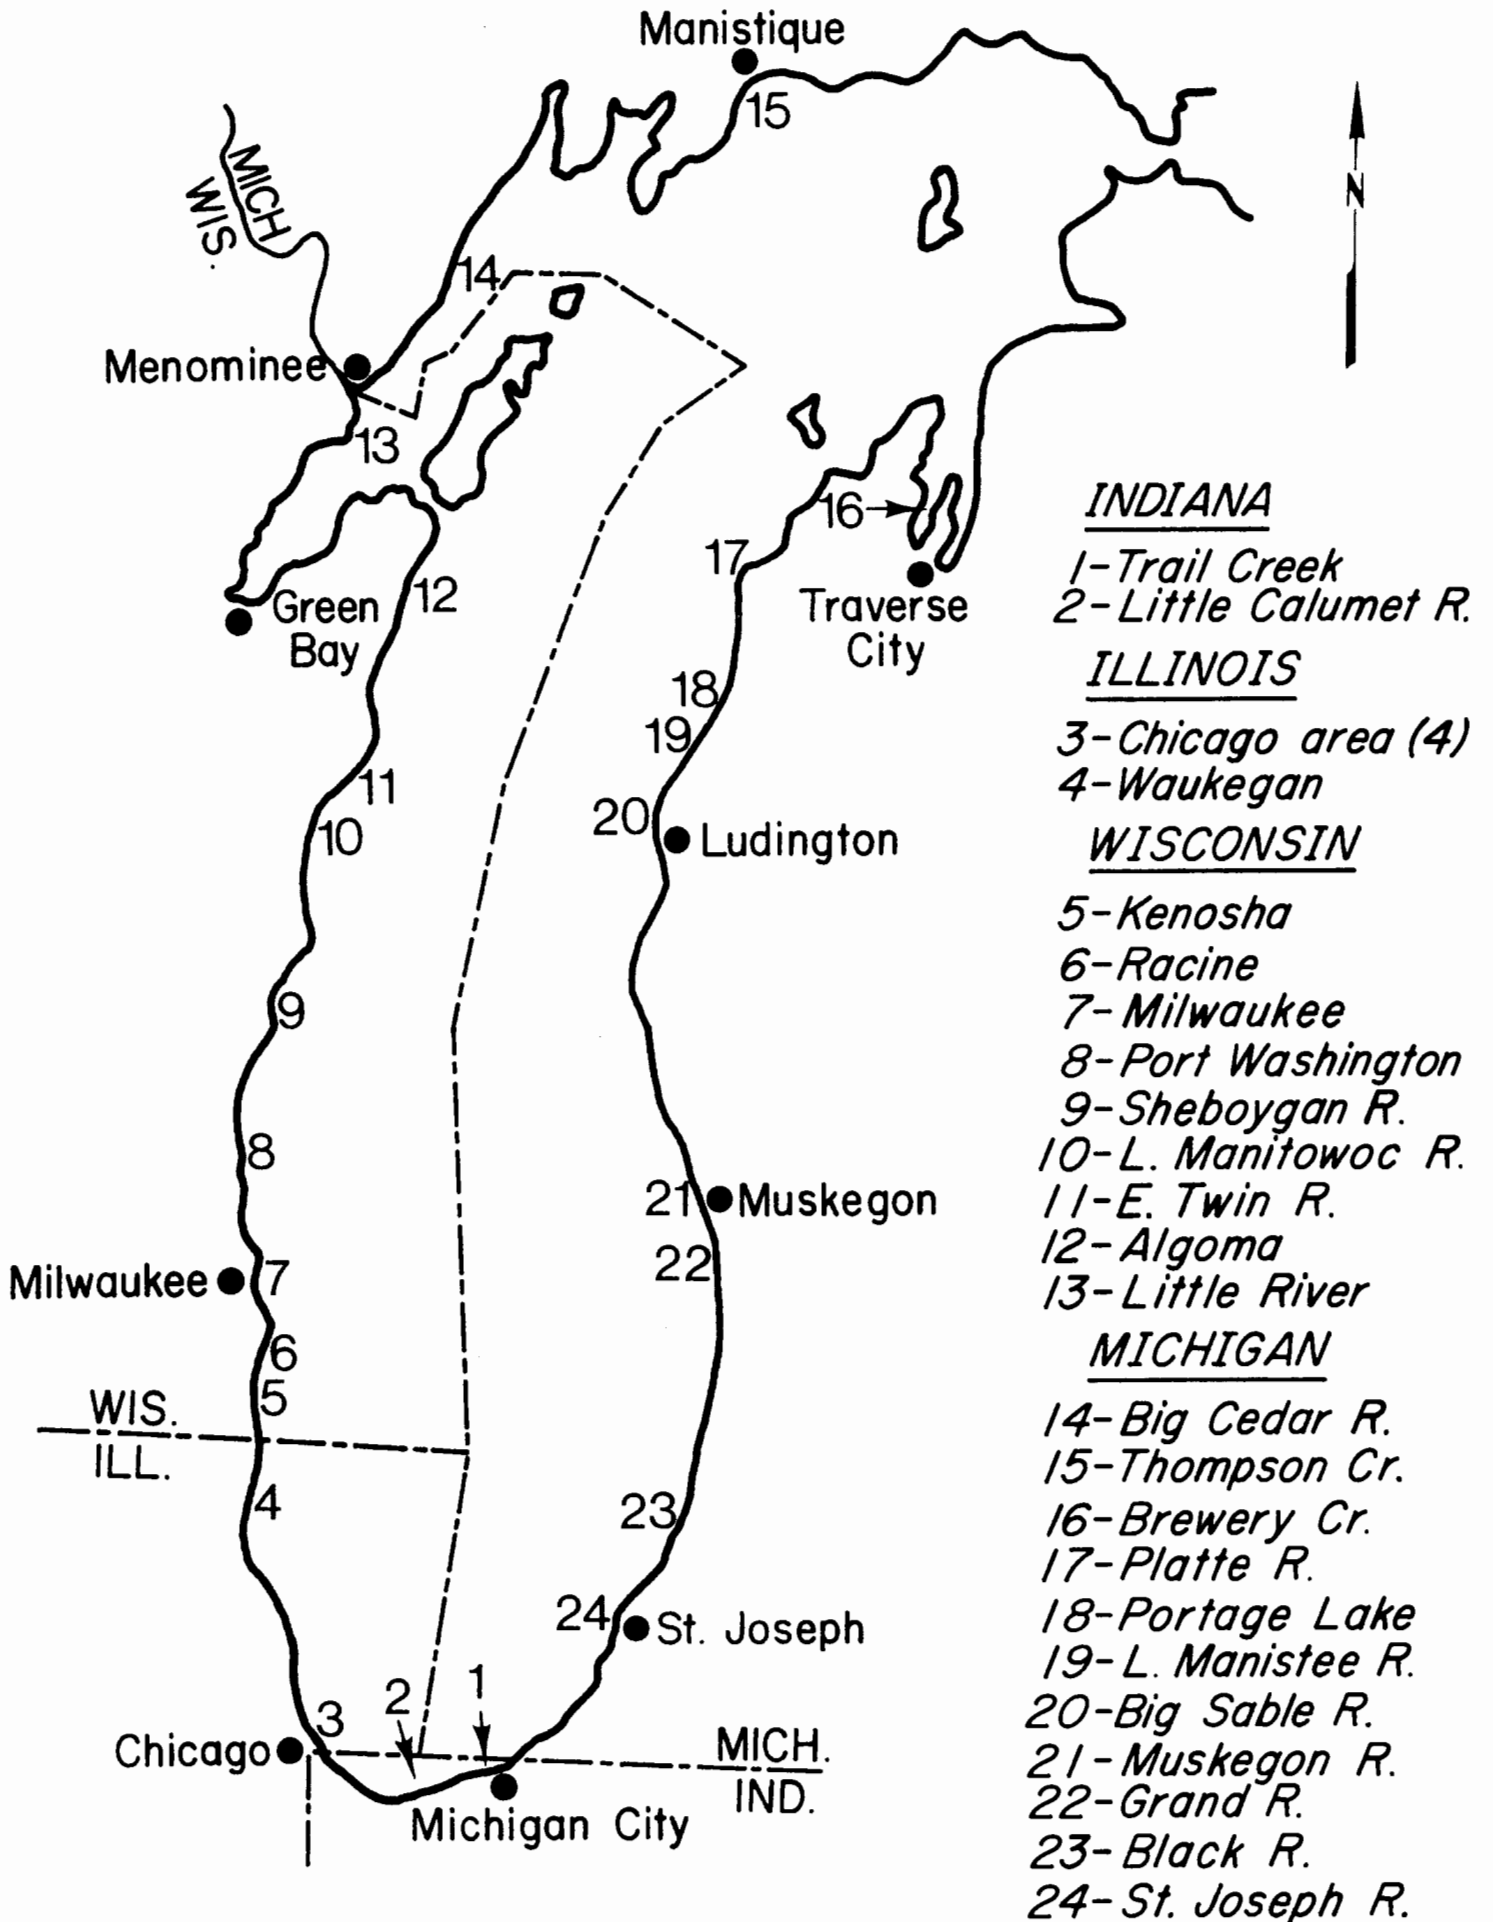 Manistique
15
MICH
WIS.
N
14
Menominee
13
16
17
Traverse
City
12
Green
Bay
18
19
11
20
Ludington
10
9
8
21
Muskegon
22
Milwaukee
7
6
5
WIS.
ILL.
4
23
24
St. Joseph
1
2
3
Chicago
MICH.
IND.
Michigan City
INDIANA
1-Trail Creek
2-Little Calumet R.
ILLINOIS
3-Chicago area (4)
4-Waukegan
WISCONSIN
5-Kenosha
6-Racine
7-Milwaukee
8-Port Washington
9-Sheboygan R.
10-L. Manitowoc R.
11-E. Twin R.
12-Algoma
13-Little River
MICHIGAN
14-Big Cedar R.
15-Thompson Cr.
16-Brewery Cr.
17-Platte R.
18-Portage Lake
19-L. Manistee R.
20-Big Sable R.
21-Muskegon R.
22-Grand R.
23-Black R.
24-St. Joseph R.